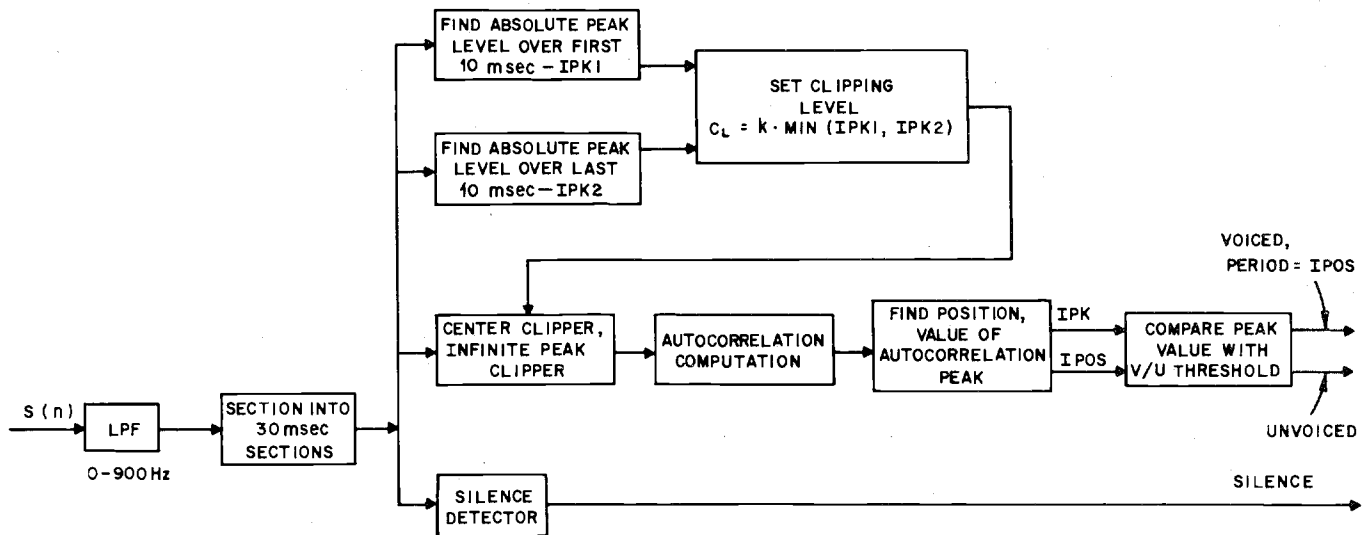 FIND ABSOLUTE PEAK
LEVEL OVER FIRST
10 msec – IPK1
SET CLIPPING
LEVEL
C_L = k · MIN (IPK1, IPK2)
FIND ABSOLUTE PEAK
LEVEL OVER LAST
10 msec – IPK2
CENTER CLIPPER,
INFINITE PEAK
CLIPPER
AUTOCORRELATION
COMPUTATION
FIND POSITION,
VALUE OF
AUTOCORRELATION
PEAK
IPK
IPOS
COMPARE PEAK
VALUE WITH
V/U THRESHOLD
VOICED,
PERIOD = IPOS
UNVOICED
S(n)
LPF
0-900Hz
SECTION INTO
30 msec
SECTIONS
SILENCE
DETECTOR
SILENCE